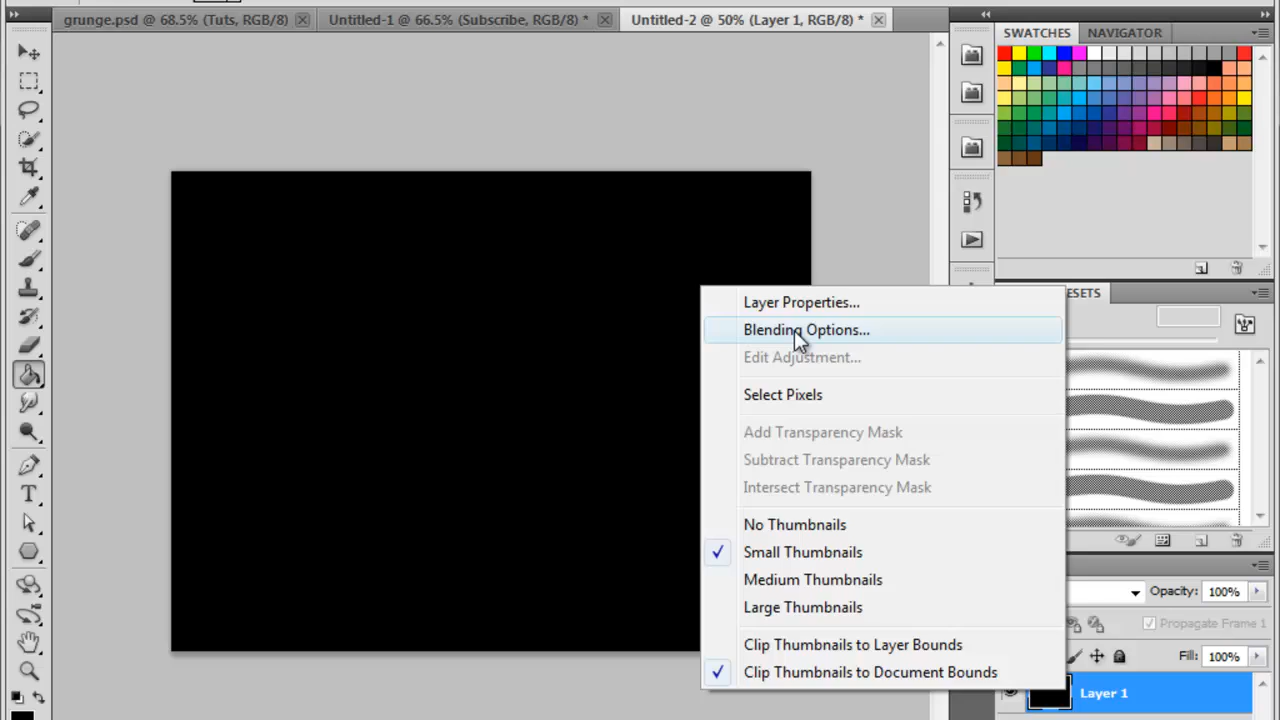 grunge.psd @ 68.5% (Tuts, RGB/8)
Untitled-1 @ 66.5% (Subscribe, RGB/8) *
Untitled-2 @ 50% (Layer 1, RGB/8) *
SWATCHES
NAVIGATOR
ESETS
Layer Properties...
Blending Options...
Edit Adjustment...
Select Pixels
Add Transparency Mask
Subtract Transparency Mask
Intersect Transparency Mask
No Thumbnails
Small Thumbnails
Medium Thumbnails
Large Thumbnails
Clip Thumbnails to Layer Bounds
Clip Thumbnails to Document Bounds
Opacity: 100%
Propagate Frame 1
Fill: 100%
Layer 1
T